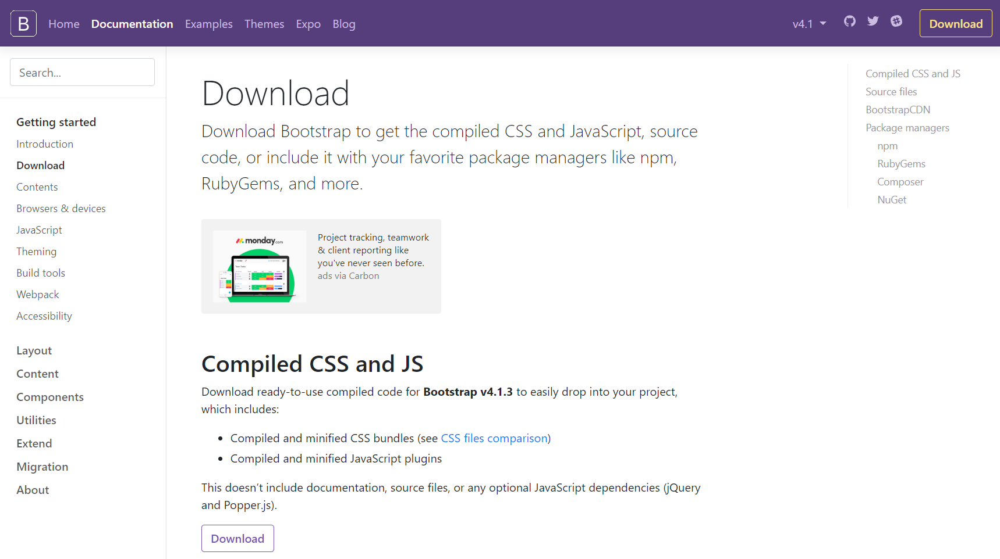 B Home Documentation Examples Themes Expo Blog v4.1 Download
Search...
Getting started
Introduction
Download
Contents
Browsers & devices
JavaScript
Theming
Build tools
Webpack
Accessibility
Layout
Content
Components
Utilities
Extend
Migration
About
Download
Download Bootstrap to get the compiled CSS and JavaScript, source
code, or include it with your favorite package managers like npm,
RubyGems, and more.
monday.com
Project tracking, teamwork
& client reporting like
you've never seen before.
ads via Carbon
Compiled CSS and JS
Download ready-to-use compiled code for Bootstrap v4.1.3 to easily drop into your project,
which includes:
Compiled and minified CSS bundles (see CSS files comparison)
Compiled and minified JavaScript plugins
This doesn’t include documentation, source files, or any optional JavaScript dependencies (jQuery
and Popper.js).
Download
Compiled CSS and JS
Source files
BootstrapCDN
Package managers
npm
RubyGems
Composer
NuGet